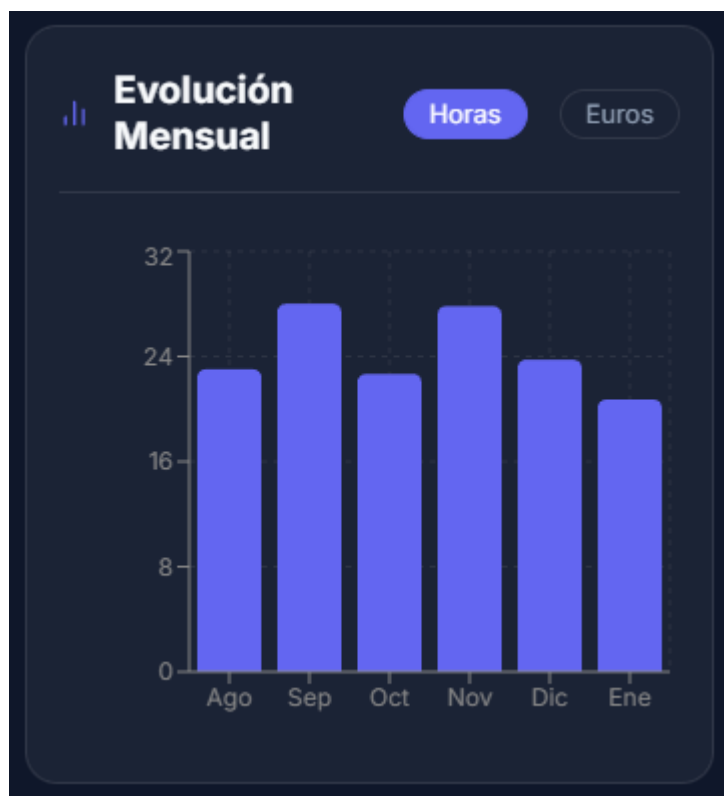 Evolución
Mensual
Horas
Euros
32
24
16
8
0
Ago Sep Oct Nov Dic Ene